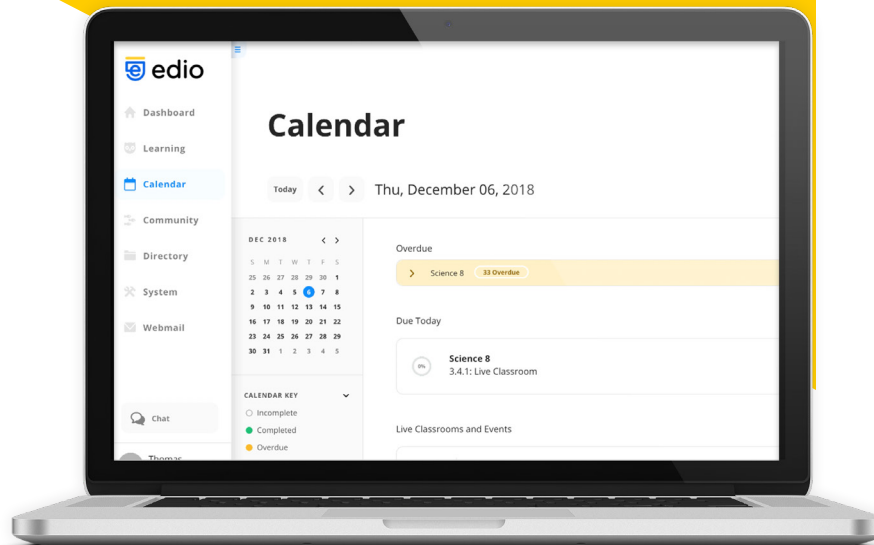 edio
Dashboard
Learning
Calendar
Community
Directory
System
Webmail
Chat
Thomas
Calendar
Today < > Thu, December 06, 2018
DEC 2018 < >
S M T W T F S
25 26 27 28 29 30 1
2 3 4 5 6 7 8
9 10 11 12 13 14 15
16 17 18 19 20 21 22
23 24 25 26 27 28 29
30 31 1 2 3 4 5
CALENDAR KEY
Incomplete
Completed
Overdue
Overdue
> Science 8 33 Overdue
Due Today
0% Science 8
3.4.1: Live Classroom
Live Classrooms and Events